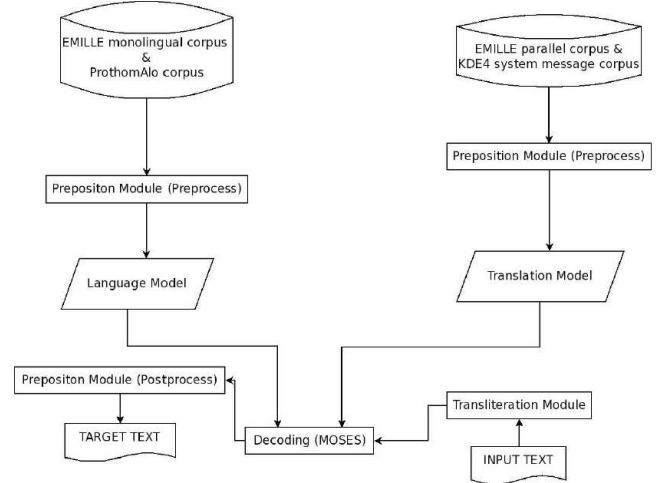 EMILLE monolingual corpus
&
ProthomAlo corpus
EMILLE parallel corpus &
KDE4 system message corpus
Prepositon Module (Preprocess)
Preposition Module (Preprocess)
Language Model
Translation Model
Prepositon Module (Postprocess)
Transliteration Module
TARGET TEXT
Decoding (MOSES)
INPUT TEXT